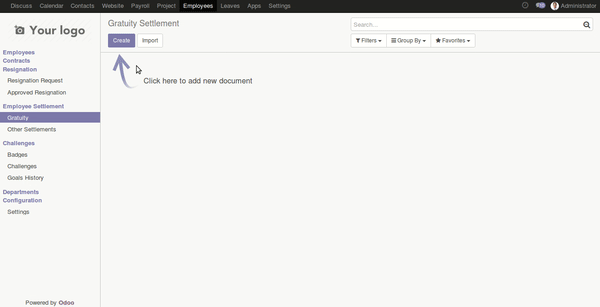 Discuss Calendar Contacts Website Payroll Project Employees Leaves Apps Settings Administrator
Your logo
Employees
Contracts
Resignation
Resignation Request
Approved Resignation
Employee Settlement
Gratuity
Other Settlements
Challenges
Badges
Challenges
Goals History
Departments
Configuration
Settings
Powered by Odoo
Gratuity Settlement
Search...
Create Import
Filters Group By Favorites
Click here to add new document